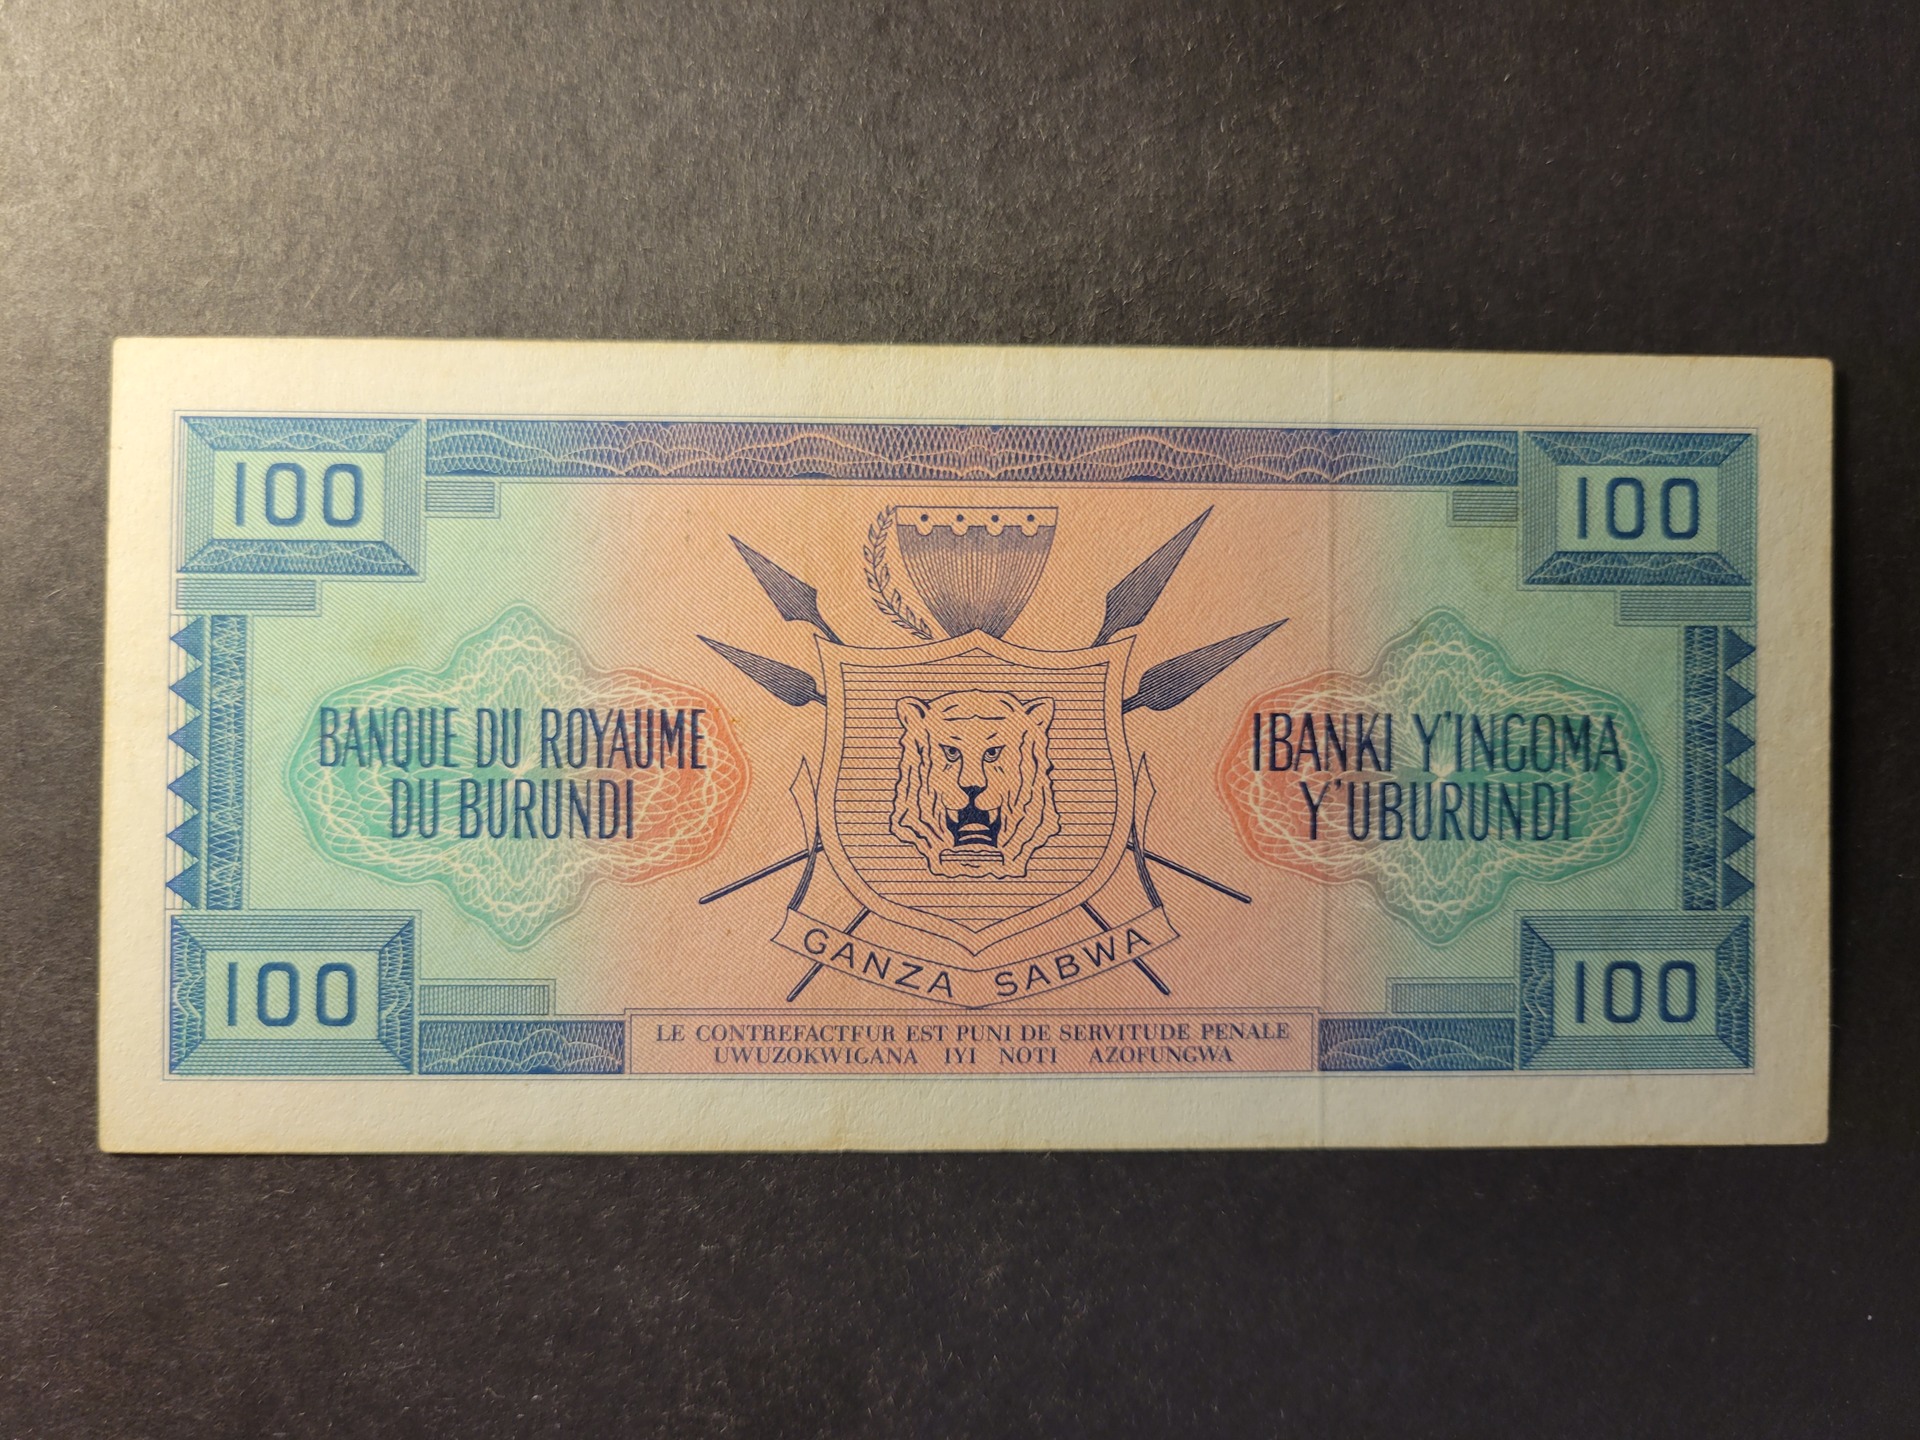 100
100
BANQUE DU ROYAUME
DU BURUNDI
IBANKI Y'INGOMA
Y'UBURUNDI
GANZA SABWA
100
100
LE CONTREFACTFUR EST PUNI DE SERVITUDE PENALE
UWUZOKWIGANA IYI NOTI AZOFUNGWA